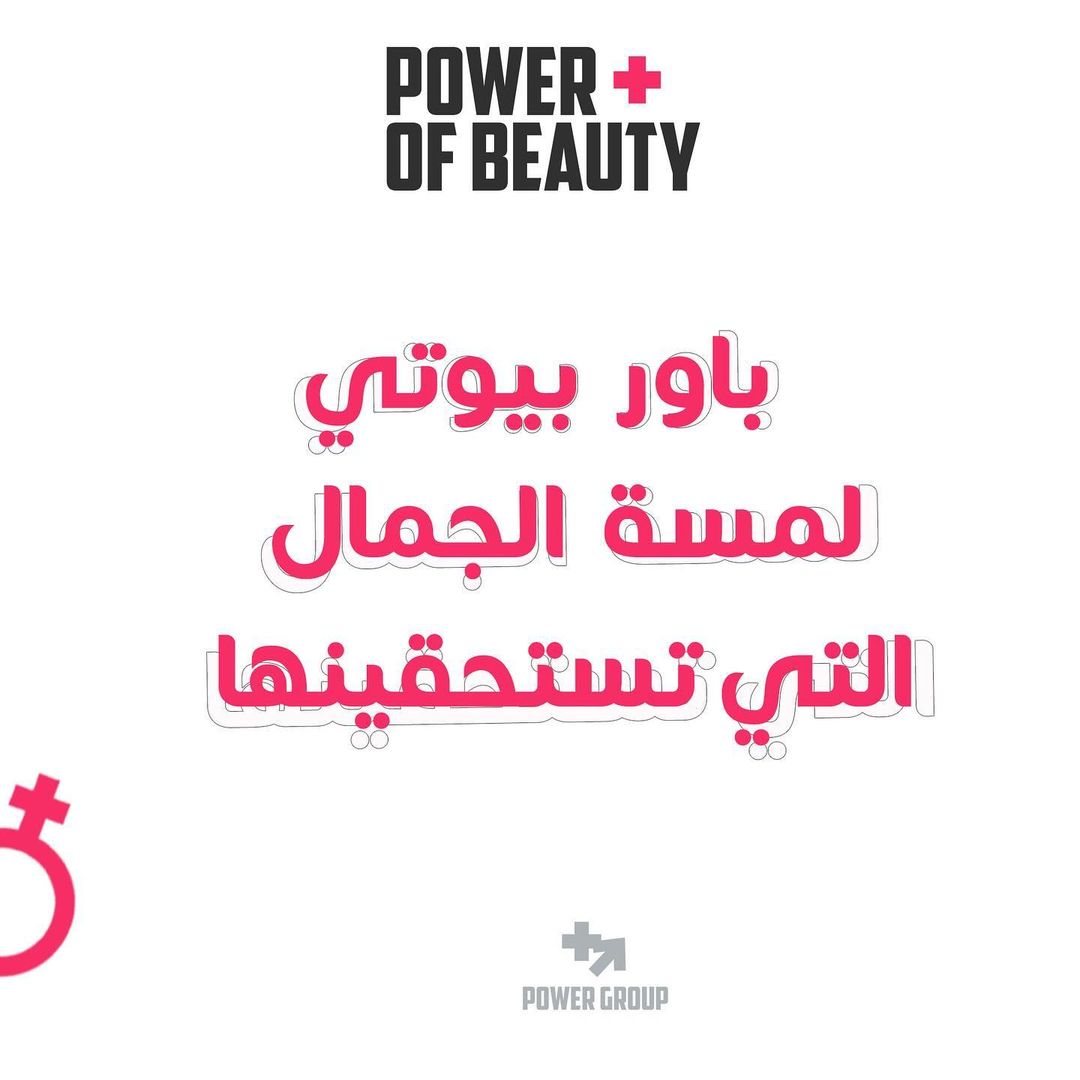 POWER +
OF BEAUTY
باور بيوتي
لمسة الجمال
التي تستحقينها
POWER GROUP